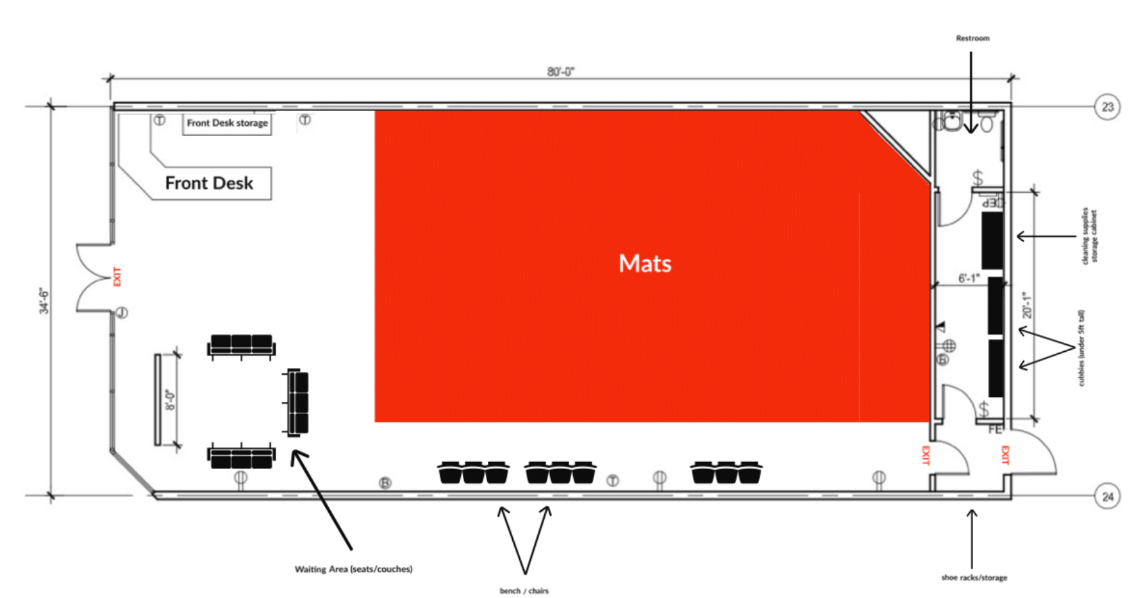 Restroom
80'-0"
23
T
Front Desk storage
T
Front Desk
S
CEP
cleaning supplies
storage cabinet
EXIT
Mats
6'-1"
34'-6"
J
20'-1"
cubbies (under 5ft tall)
B
8'-0"
S
FE
EXIT
EXIT
B
T
24
Waiting Area (seats/couches)
bench / chairs
shoe racks/storage